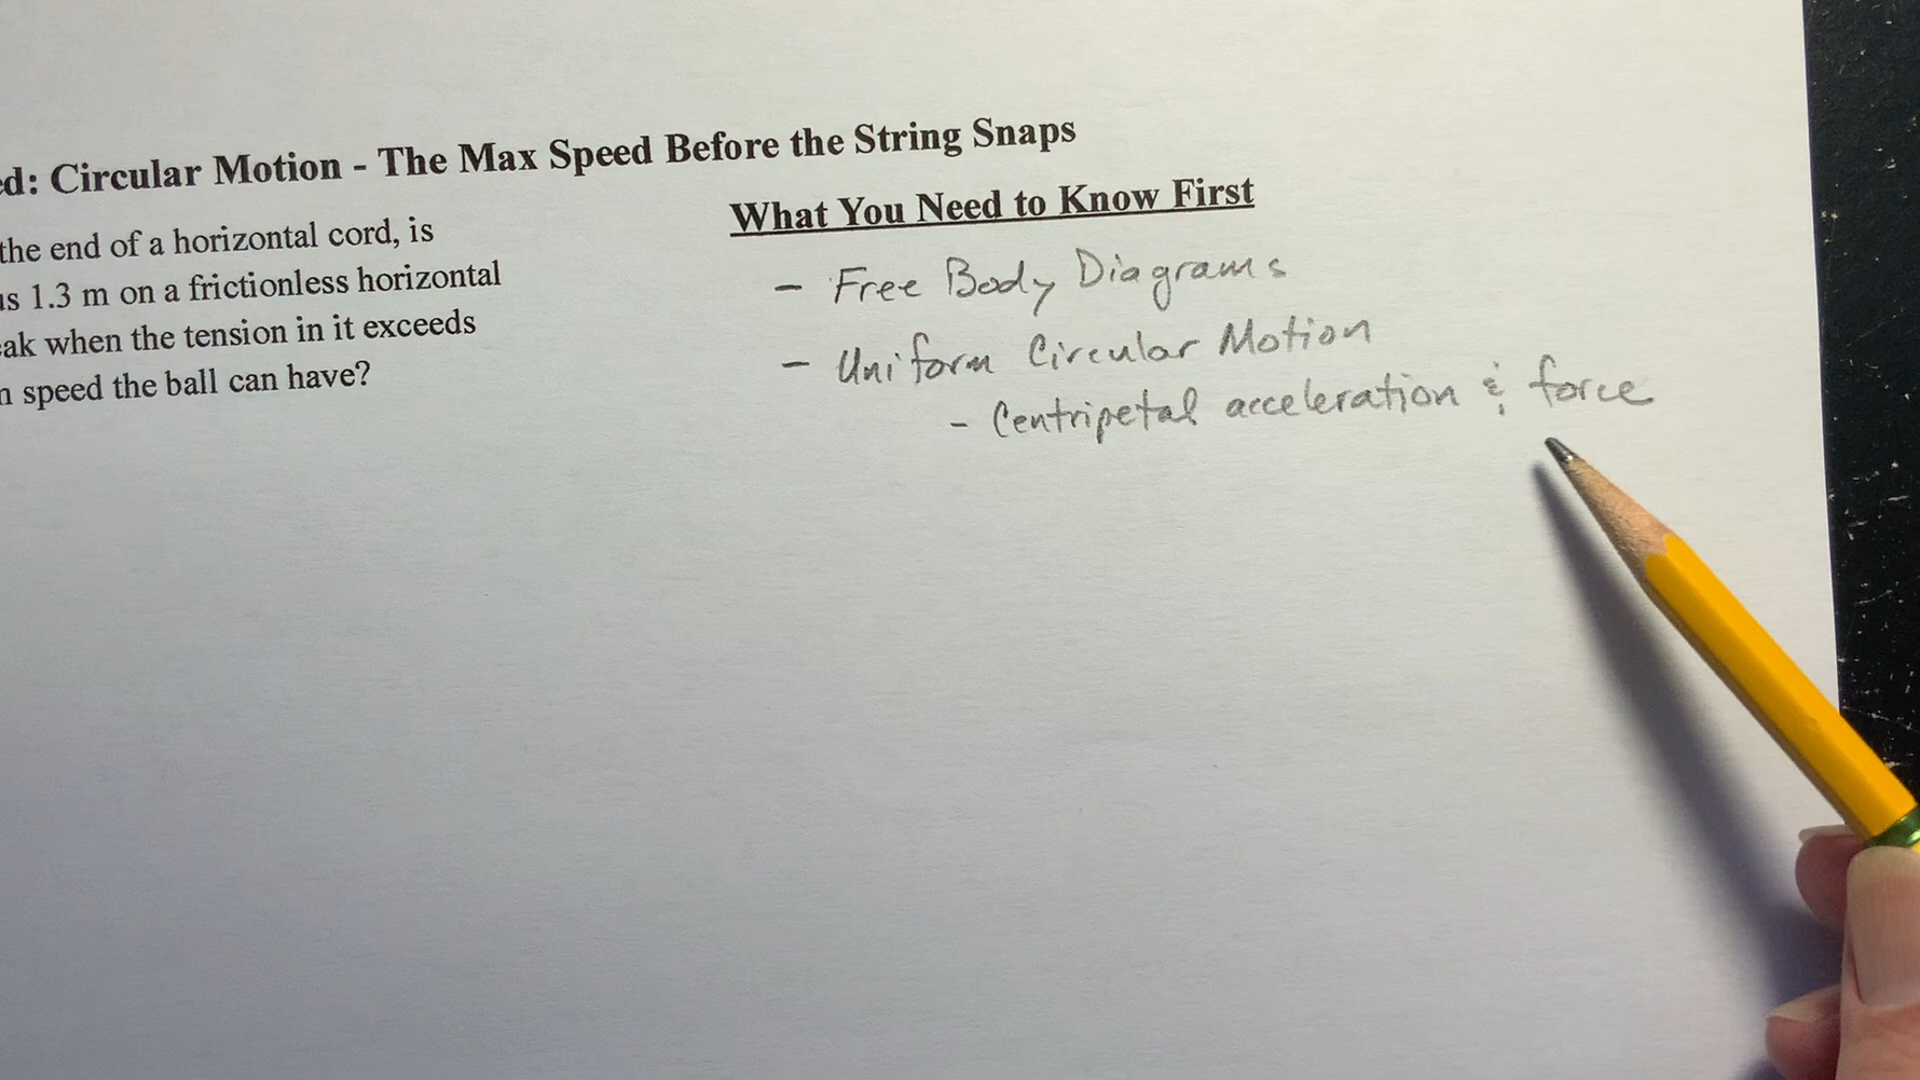 d: Circular Motion - The Max Speed Before the String Snaps
the end of a horizontal cord, is
1.3 m on a frictionless horizontal
when the tension in it exceeds
speed the ball can have?
What You Need to Know First
- Free Body Diagrams
- Uniform Circular Motion
- Centripetal acceleration & force